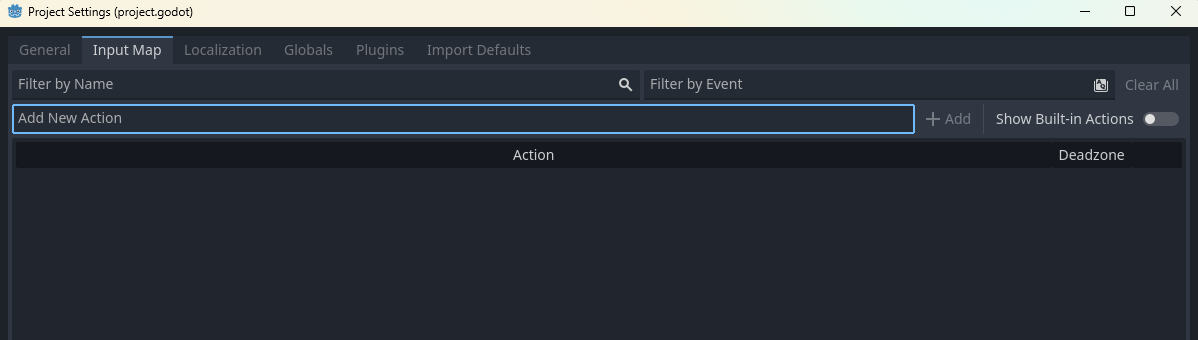 Project Settings (project.godot)
General Input Map Localization Globals Plugins Import Defaults
Filter by Name Filter by Event Clear All
Add New Action Add Show Built-in Actions
Action Deadzone